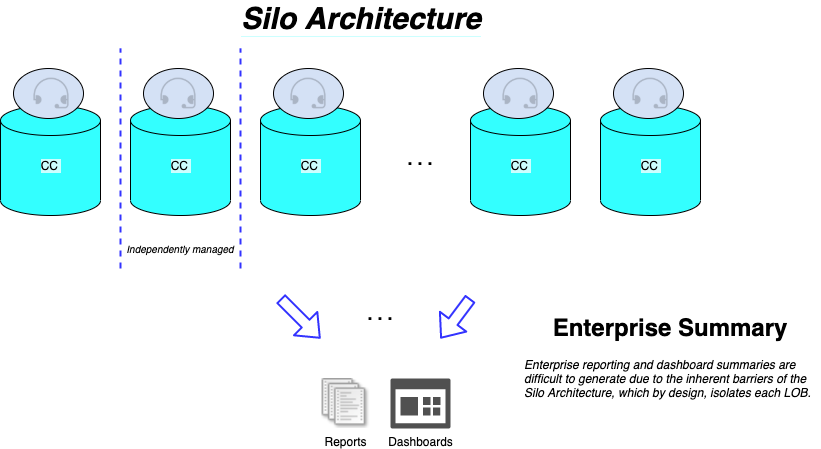 Silo Architecture
CC
CC
CC
. . .
CC
CC
Independently managed
. . .
Enterprise Summary
Enterprise reporting and dashboard summaries are
difficult to generate due to the inherent barriers of the
Silo Architecture, which by design, isolates each LOB.
Reports
Dashboards